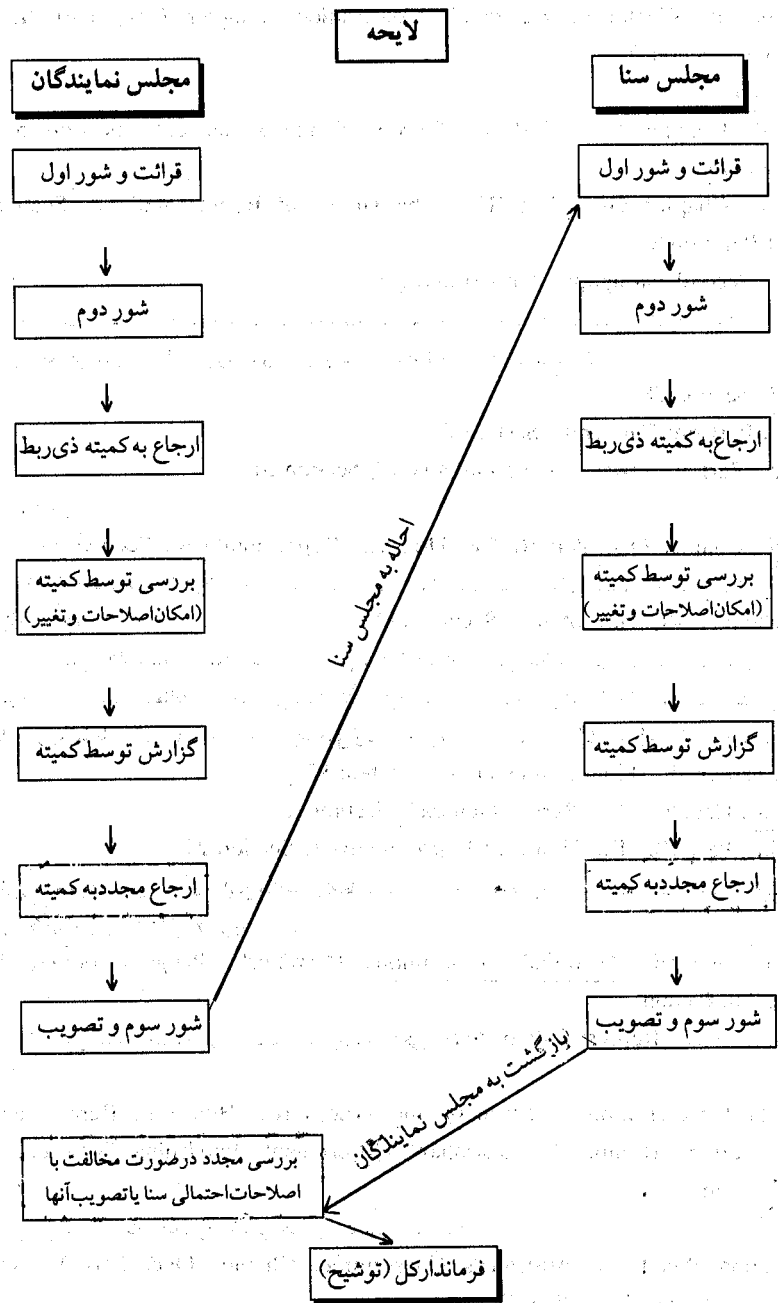 لایحه
مجلس سنا
قرائت و شور اول
شور دوم
ارجاع به کمیته ذی ربط
بررسی توسط کمیته
(امکان اصلاحات و تغییر)
گزارش توسط کمیته
ارجاع مجدد به کمیته
شور سوم و تصویب
مجلس نمایندگان
قرائت و شور اول
شور دوم
ارجاع به کمیته ذی ربط
بررسی توسط کمیته
(امکان اصلاحات و تغییر)
گزارش توسط کمیته
ارجاع مجدد به کمیته
شور سوم و تصویب
احاله به مجلس سنا
بازگشت به مجلس نمایندگان
بررسی مجدد درصورت مخالفت با
اصلاحات احتمالی سنا یا تصویب آنها
فرماندار کل (توشیح)